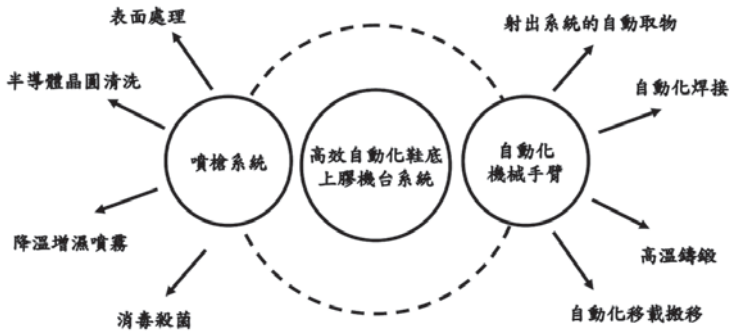 表面處理
射出系統的自動取物
半導體晶圓清洗
自動化焊接
噴槍系統
高效自動化鞋底
上膠機台系統
自動化
機械手臂
降溫增濕噴霧
高溫鑄鍛
消毒殺菌
自動化移載搬移